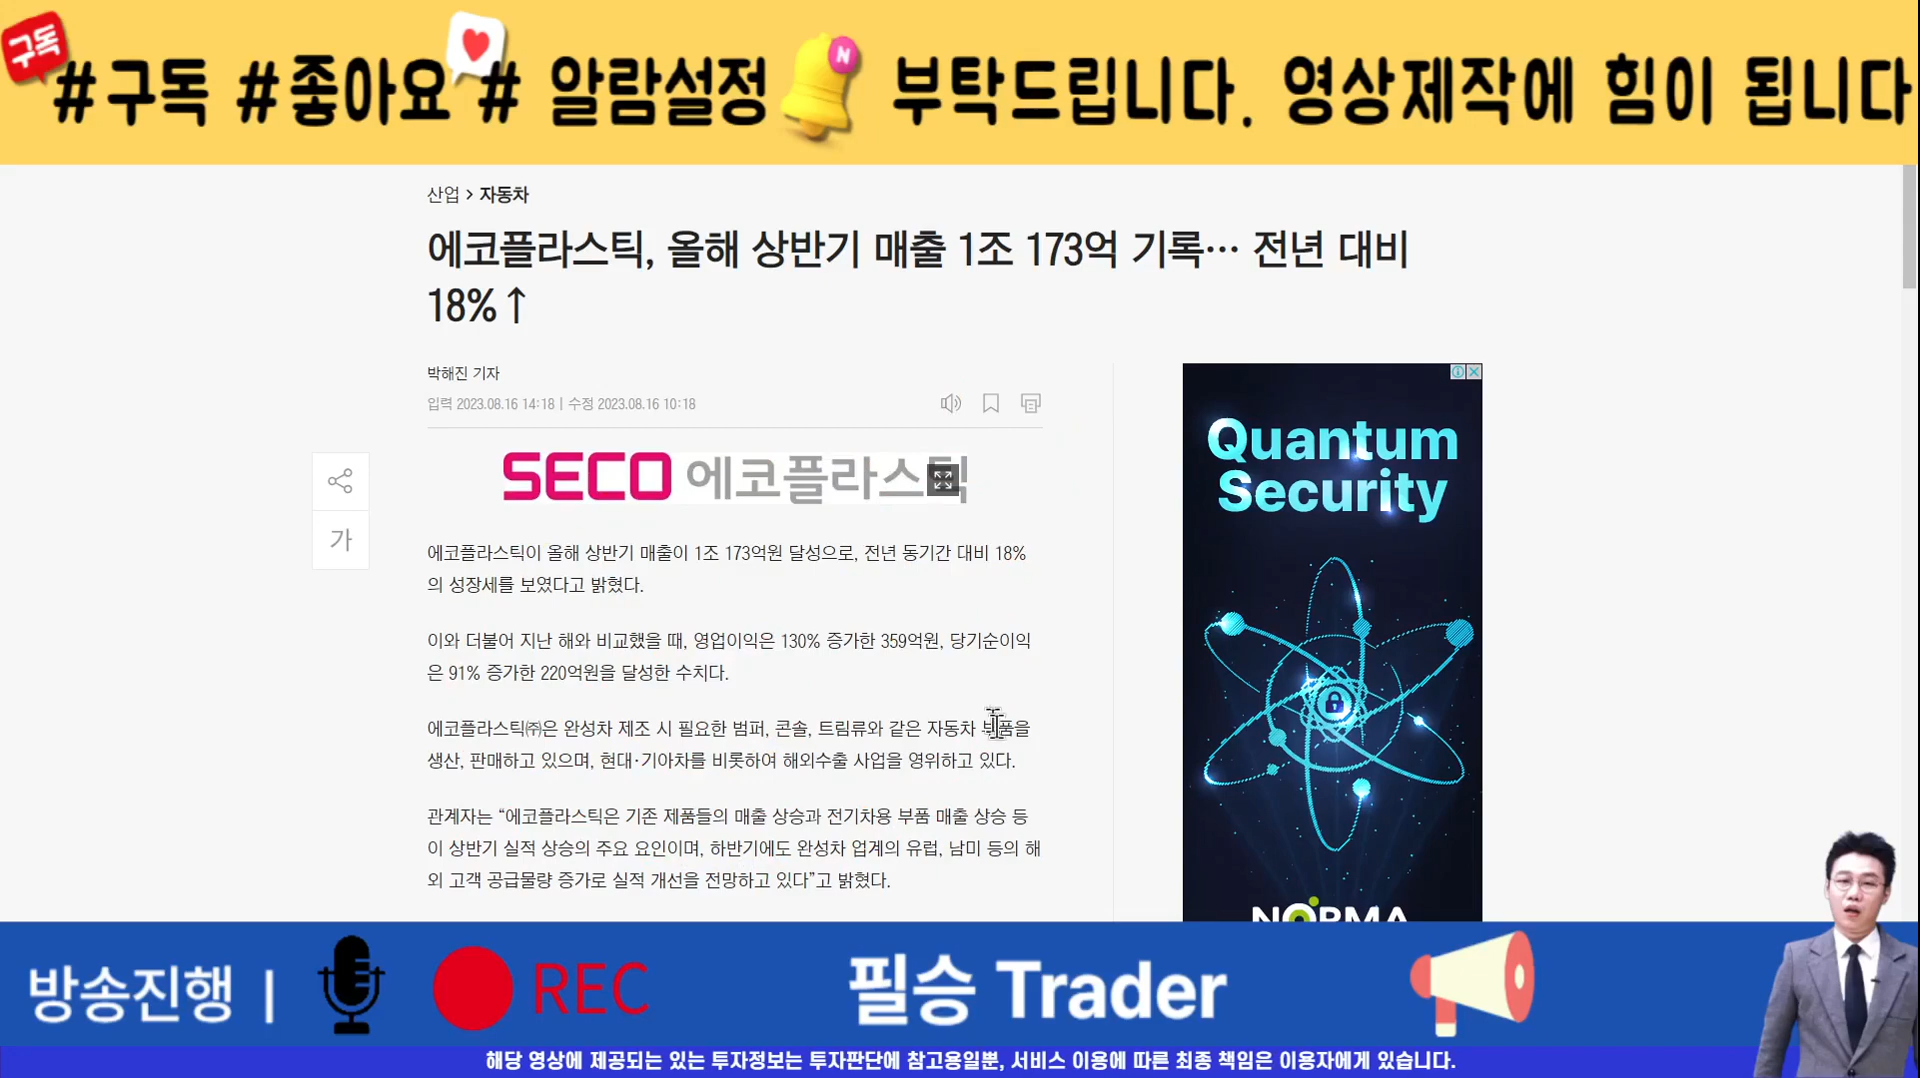 구독
#구독 #좋아요 # 알람설정 N 부탁드립니다. 영상제작에 힘이 됩니다
산업 > 자동차
에코플라스틱, 올해 상반기 매출 1조 173억 기록… 전년 대비
18%↑
박해진 기자
입력 2023.08.16 14:18 | 수정 2023.08.16 10:18
가
SECO 에코플라스틱
에코플라스틱이 올해 상반기 매출이 1조 173억원 달성으로, 전년 동기간 대비 18%
의 성장세를 보였다고 밝혔다.
이와 더불어 지난 해와 비교했을 때, 영업이익은 130% 증가한 359억원, 당기순이익
은 91% 증가한 220억원을 달성한 수치다.
에코플라스틱㈜은 완성차 제조 시 필요한 범퍼, 콘솔, 트림류와 같은 자동차 부품을
생산, 판매하고 있으며, 현대·기아차를 비롯하여 해외수출 사업을 영위하고 있다.
관계자는 “에코플라스틱은 기존 제품들의 매출 상승과 전기차용 부품 매출 상승 등
이 상반기 실적 상승의 주요 요인이며, 하반기에도 완성차 업계의 유럽, 남미 등의 해
외 고객 공급물량 증가로 실적 개선을 전망하고 있다”고 밝혔다.
Quantum
Security
NORMA
방송진행 | REC 필승 Trader
해당 영상에 제공되는 있는 투자정보는 투자판단에 참고용일뿐, 서비스 이용에 따른 최종 책임은 이용자에게 있습니다.